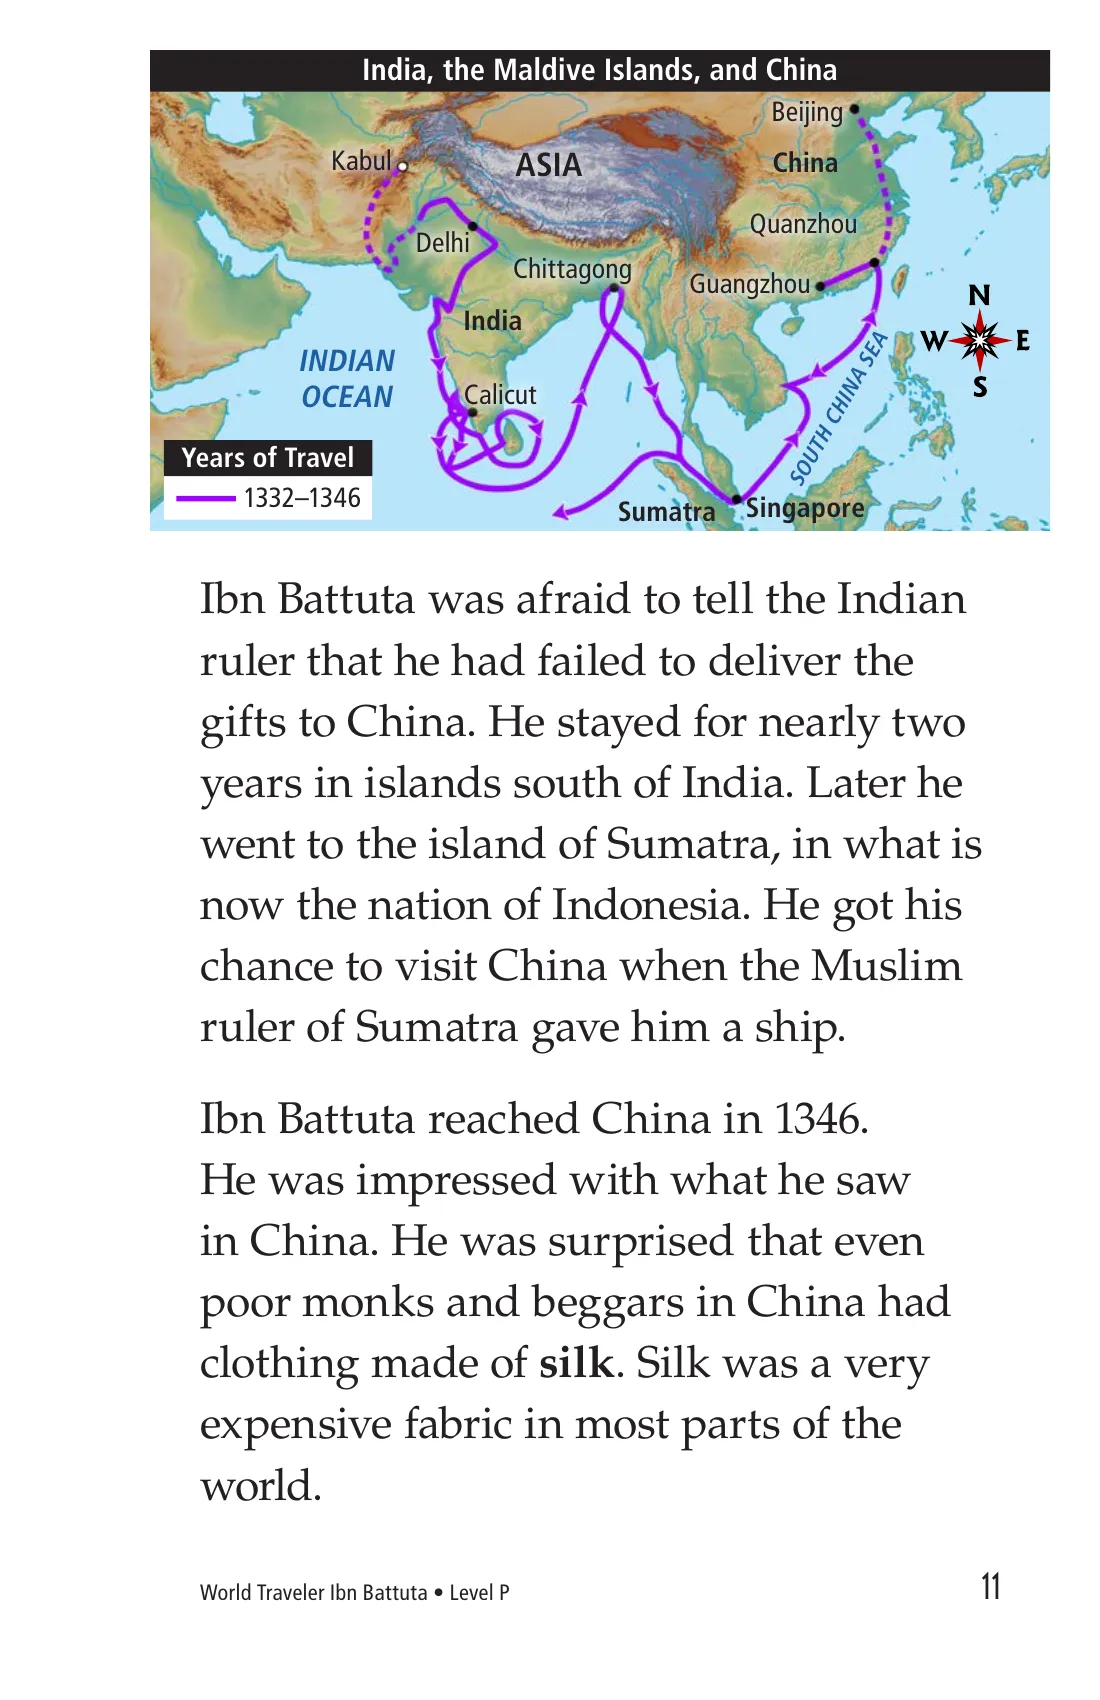 India, the Maldive Islands, and China
Beijing
Kabul
ASIA
China
Quanzhou
Delhi
Chittagong
Guangzhou
India
N
W
E
S
INDIAN
OCEAN
SOUTH CHINA SEA
Calicut
Years of Travel
1332–1346
Sumatra
Singapore
Ibn Battuta was afraid to tell the Indian
ruler that he had failed to deliver the
gifts to China. He stayed for nearly two
years in islands south of India. Later he
went to the island of Sumatra, in what is
now the nation of Indonesia. He got his
chance to visit China when the Muslim
ruler of Sumatra gave him a ship.
Ibn Battuta reached China in 1346.
He was impressed with what he saw
in China. He was surprised that even
poor monks and beggars in China had
clothing made of silk. Silk was a very
expensive fabric in most parts of the
world.
World Traveler Ibn Battuta • Level P
11